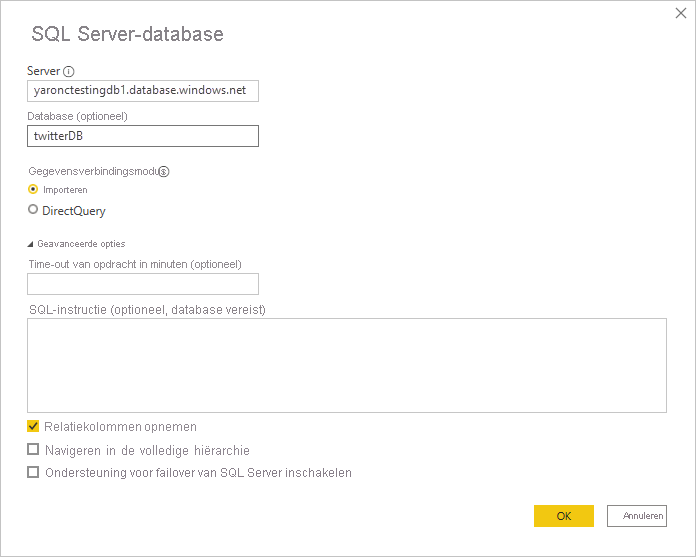 SQL Server-database
Server
yaronctestingdb1.database.windows.net
Database (optioneel)
twitterDB
Gegevensverbindingsmodus
Importeren
DirectQuery
Geavanceerde opties
Time-out van opdracht in minuten (optioneel)
SQL-instructie (optioneel, database vereist)
Relatiekolommen opnemen
Navigeren in de volledige hiërarchie
Ondersteuning voor failover van SQL Server inschakelen
OK Annuleren